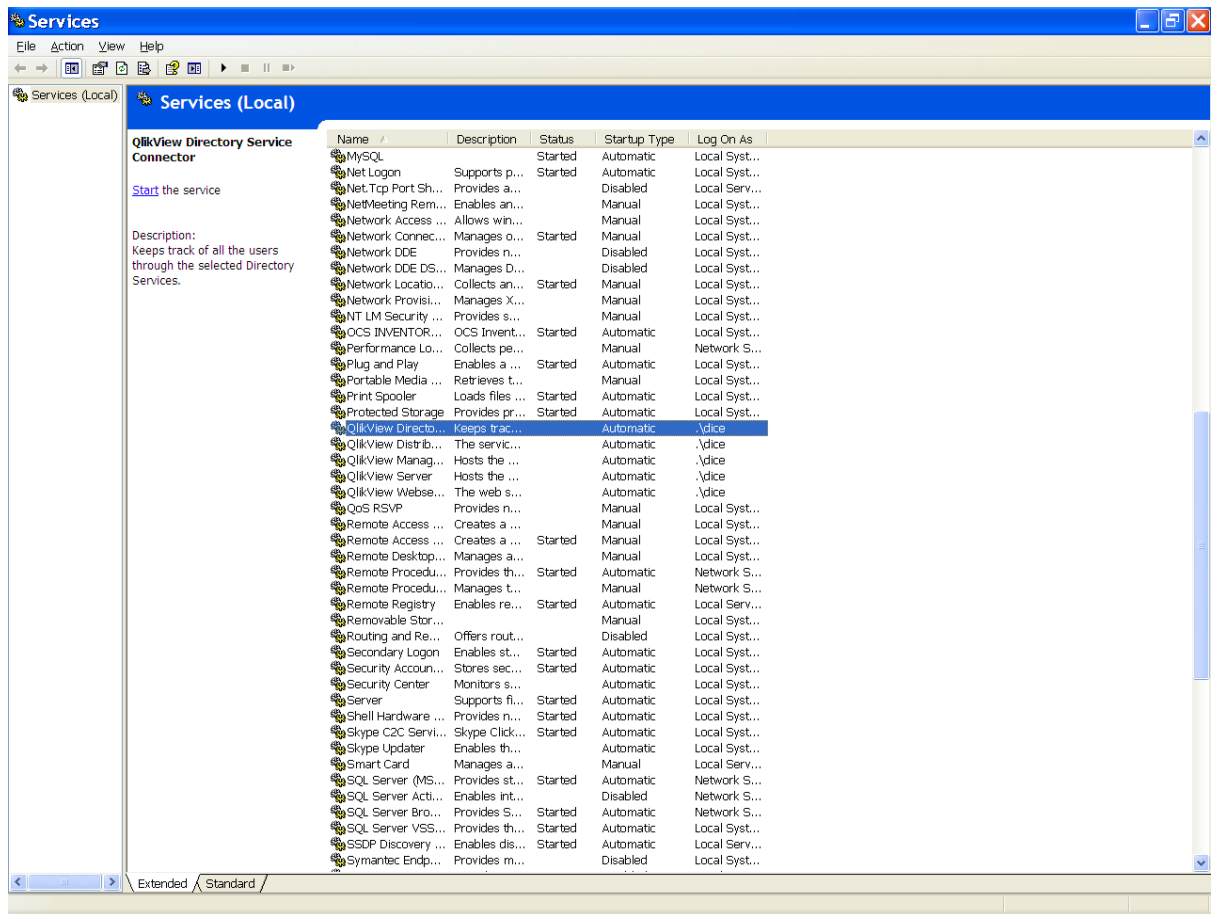 Services
File Action View Help
Services (Local)
Services (Local)
QlikView Directory Service
Connector
Start the service
Description:
Keeps track of all the users
through the selected Directory
Services.
Name Description Status Startup Type Log On As
MySQL Started Automatic Local Syst...
Net Logon Supports p... Started Automatic Local Syst...
Net.Tcp Port Sh... Provides a... Disabled Local Serv...
NetMeeting Rem... Enables an... Manual Local Syst...
Network Access ... Allows win... Manual Local Syst...
Network Connec... Manages o... Started Manual Local Syst...
Network DDE Provides n... Disabled Local Syst...
Network DDE DS... Manages D... Disabled Local Syst...
Network Locatio... Collects an... Started Manual Local Syst...
Network Provisi... Manages X... Manual Local Syst...
NT LM Security ... Provides s... Manual Local Syst...
OCS INVENTOR... OCS Invent... Started Automatic Local Syst...
Performance Lo... Collects pe... Manual Network S...
Plug and Play Enables a ... Started Automatic Local Syst...
Portable Media ... Retrieves t... Manual Local Syst...
Print Spooler Loads files ... Started Automatic Local Syst...
Protected Storage Provides pr... Started Automatic Local Syst...
QlikView Directo... Keeps trac... Automatic .\dice
QlikView Distrib... The servic... Automatic .\dice
QlikView Manag... Hosts the ... Automatic .\dice
QlikView Server Hosts the ... Automatic .\dice
QlikView Webse... The web s... Automatic .\dice
QoS RSVP Provides n... Manual Local Syst...
Remote Access ... Creates a ... Manual Local Syst...
Remote Access ... Creates a ... Started Manual Local Syst...
Remote Desktop... Manages a... Manual Local Syst...
Remote Procedu... Provides th... Started Automatic Network S...
Remote Procedu... Manages t... Manual Network S...
Remote Registry Enables re... Started Automatic Local Serv...
Removable Stor... Manual Local Syst...
Routing and Re... Offers rout... Disabled Local Syst...
Secondary Logon Enables st... Started Automatic Local Syst...
Security Accoun... Stores sec... Started Automatic Local Syst...
Security Center Monitors s... Automatic Local Syst...
Server Supports fi... Started Automatic Local Syst...
Shell Hardware ... Provides n... Started Automatic Local Syst...
Skype C2C Servi... Skype Click... Started Automatic Local Syst...
Skype Updater Enables th... Automatic Local Syst...
Smart Card Manages a... Manual Local Serv...
SQL Server (MS... Provides st... Started Automatic Network S...
SQL Server Acti... Enables int... Disabled Network S...
SQL Server Bro... Provides S... Started Automatic Network S...
SQL Server VSS... Provides th... Started Automatic Local Syst...
SSDP Discovery ... Enables dis... Started Automatic Local Serv...
Symantec Endp... Provides m... Disabled Local Syst...
Extended Standard